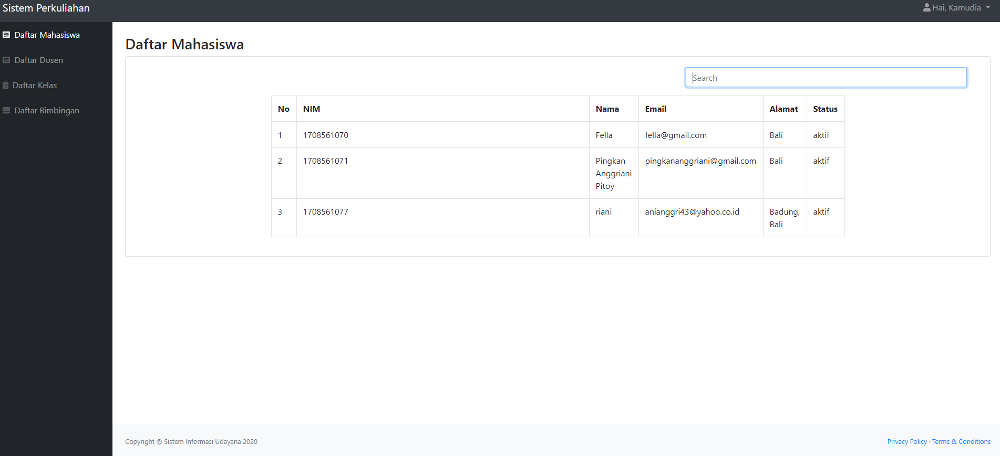 Sistem Perkuliahan
Hai, Kamudia
Daftar Mahasiswa
Daftar Dosen
Daftar Kelas
Daftar Bimbingan
Daftar Mahasiswa
Search
No NIM Nama Email Alamat Status
1 1708561070 Fella fella@gmail.com Bali aktif
2 1708561071 Pingkan pingkananggriani@gmail.com Bali aktif
Anggriani
Pitoy
3 1708561077 riani anianggri43@yahoo.co.id Badung, aktif
Bali
Copyright © Sistem Informasi Udayana 2020
Privacy Policy · Terms & Conditions